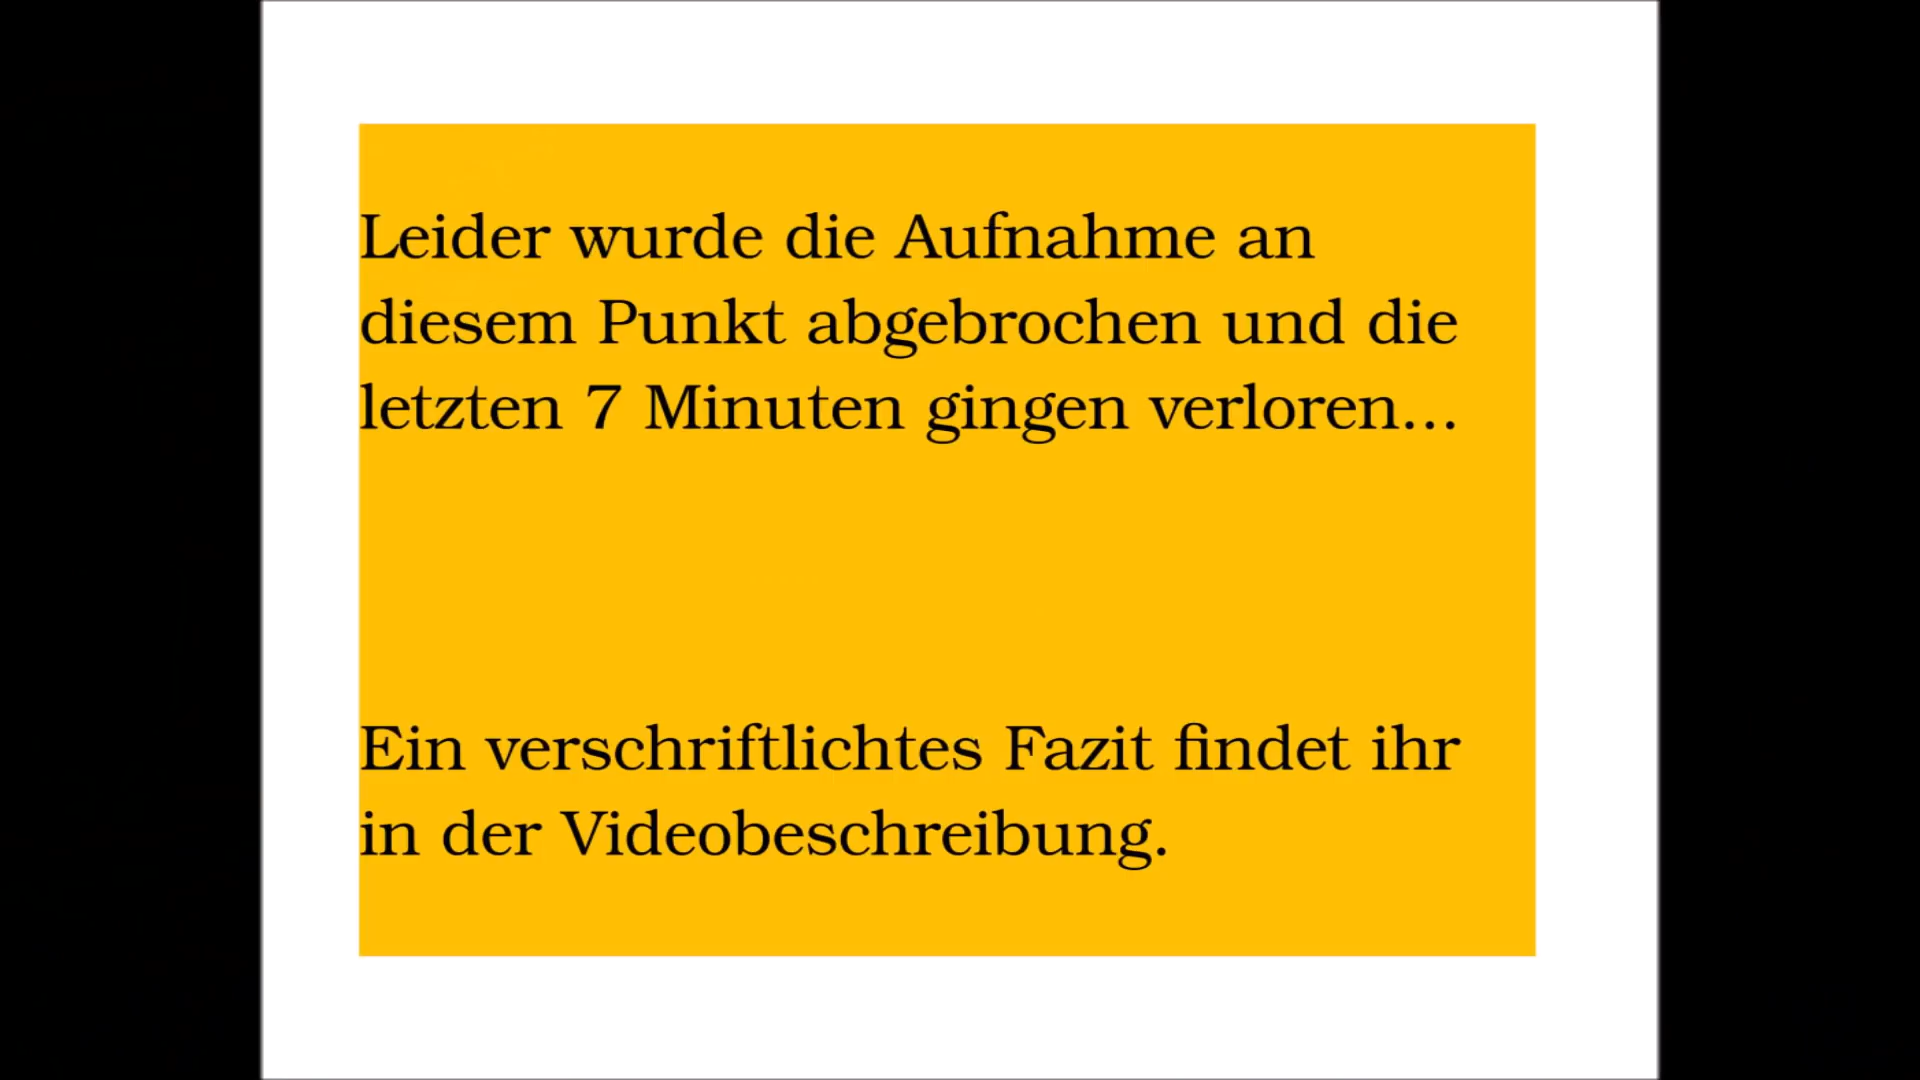 Leider wurde die Aufnahme an
diesem Punkt abgebrochen und die
letzten 7 Minuten gingen verloren...
Ein verschriftlichtes Fazit findet ihr
in der Videobeschreibung.